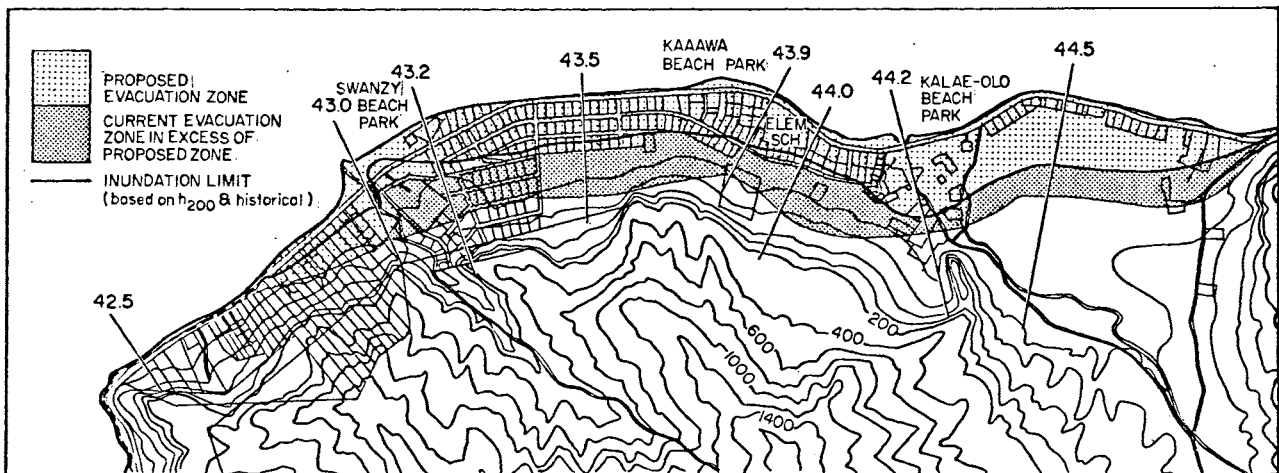 PROPOSED
EVACUATION ZONE
CURRENT EVACUATION
ZONE IN EXCESS OF
PROPOSED ZONE
INUNDATION LIMIT
(based on h200 & historical)
42.5
43.0
SWANZY
BEACH
PARK
43.2
43.5
KAAAWA
BEACH PARK
43.9
44.0
ELEM
SCH
44.2
KALAE-OLO
BEACH
PARK
44.5
200
400
600
1000
1400